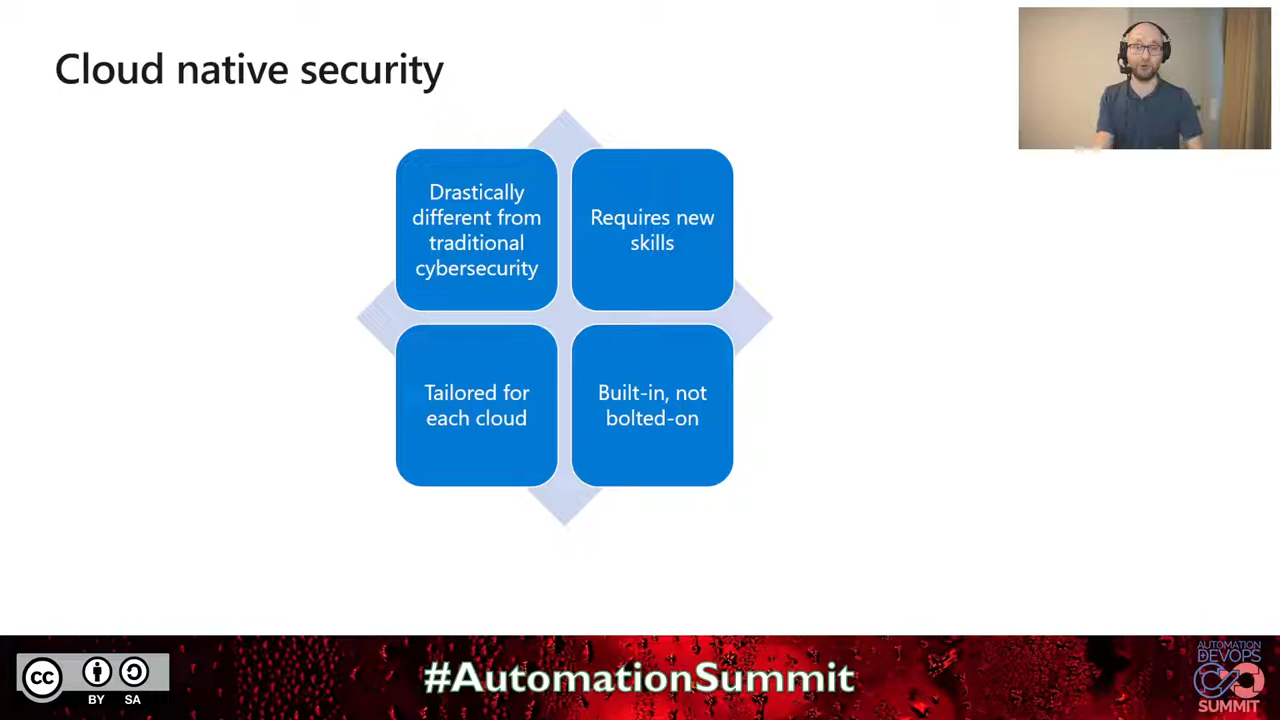 Cloud native security
Drastically
different from
traditional
cybersecurity
Requires new
skills
Tailored for
each cloud
Built-in, not
bolted-on
cc
BY SA
#AutomationSummit
AUTOMATION
DEVOPS
SUMMIT